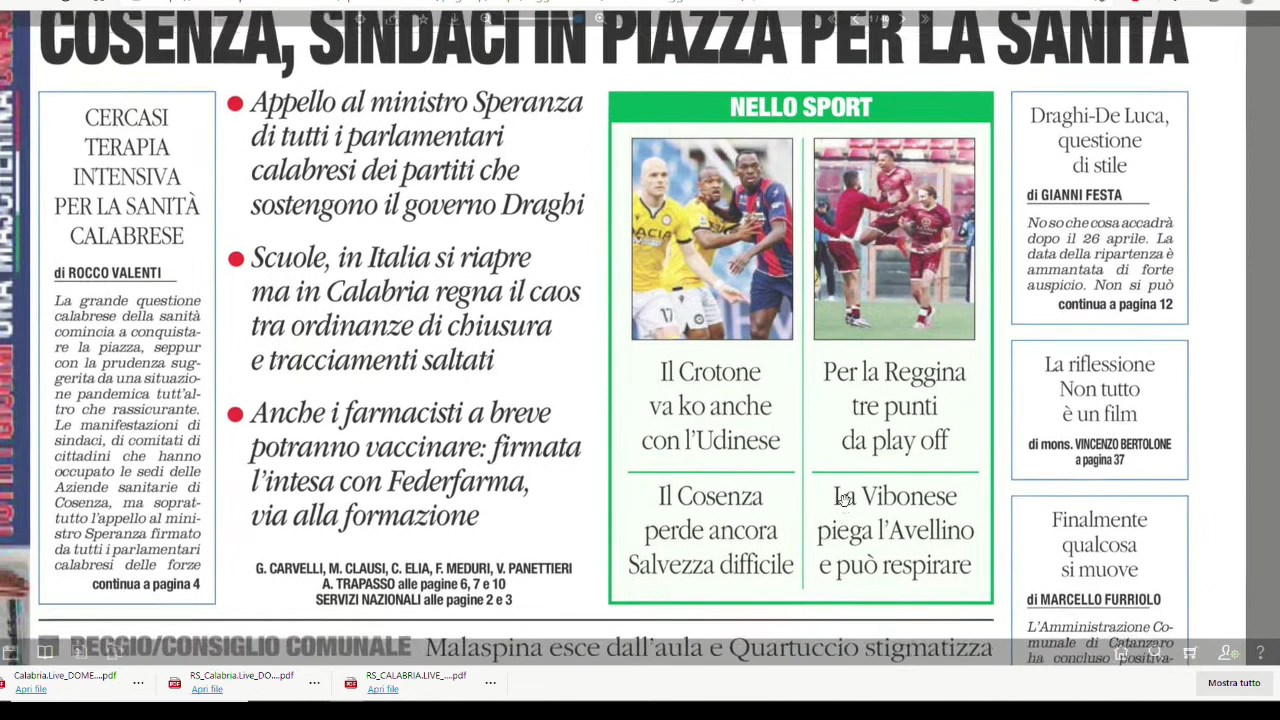 1 / 40
COSENZA, SINDACI IN PIAZZA PER LA SANITÀ
CERCASI
TERAPIA
INTENSIVA
PER LA SANITÀ
CALABRESE
di ROCCO VALENTI
La grande questione
calabrese della sanità
comincia a conquista-
re la piazza, seppur
con la prudenza sug-
gerita da una situazio-
ne pandemica tutt'al-
tro che rassicurante.
Le manifestazioni di
sindaci, di comitati di
cittadini che hanno
occupato le sedi delle
Aziende sanitarie di
Cosenza, ma soprat-
tutto l'appello al mini-
stro Speranza firmato
da tutti i parlamentari
calabresi delle forze
continua a pagina 4
Appello al ministro Speranza
di tutti i parlamentari
calabresi dei partiti che
sostengono il governo Draghi
Scuole, in Italia si riapre
ma in Calabria regna il caos
tra ordinanze di chiusura
e tracciamenti saltati
Anche i farmacisti a breve
potranno vaccinare: firmata
l'intesa con Federfarma,
via alla formazione
G. CARVELLI, M. CLAUSI, C. ELIA, F. MEDURI, V. PANETTIERI
A. TRAPASSO alle pagine 6, 7 e 10
SERVIZI NAZIONALI alle pagine 2 e 3
NELLO SPORT
DACIA
17
Il Crotone
va ko anche
con l'Udinese
Per la Reggina
tre punti
da play off
Il Cosenza
perde ancora
Salvezza difficile
La Vibonese
piega l'Avellino
e può respirare
Draghi-De Luca,
questione
di stile
di GIANNI FESTA
No so che cosa accadrà
dopo il 26 aprile. La
data della ripartenza è
ammantata di forte
auspicio. Non si può
continua a pagina 12
La riflessione
Non tutto
è un film
di mons. VINCENZO BERTOLONE
a pagina 37
Finalmente
qualcosa
si muove
di MARCELLO FURRIOLO
L'Amministrazione Co-
munale di Catanzaro
ha concluso positiva-
REGGIO/CONSIGLIO COMUNALE Malaspina esce dall'aula e Quartuccio stigmatizza
Calabria.Live_DOME....pdf
Apri file
RS_Calabria.Live_DO....pdf
Apri file
RS_CALABRIA.LIVE_....pdf
Apri file
Mostra tutto